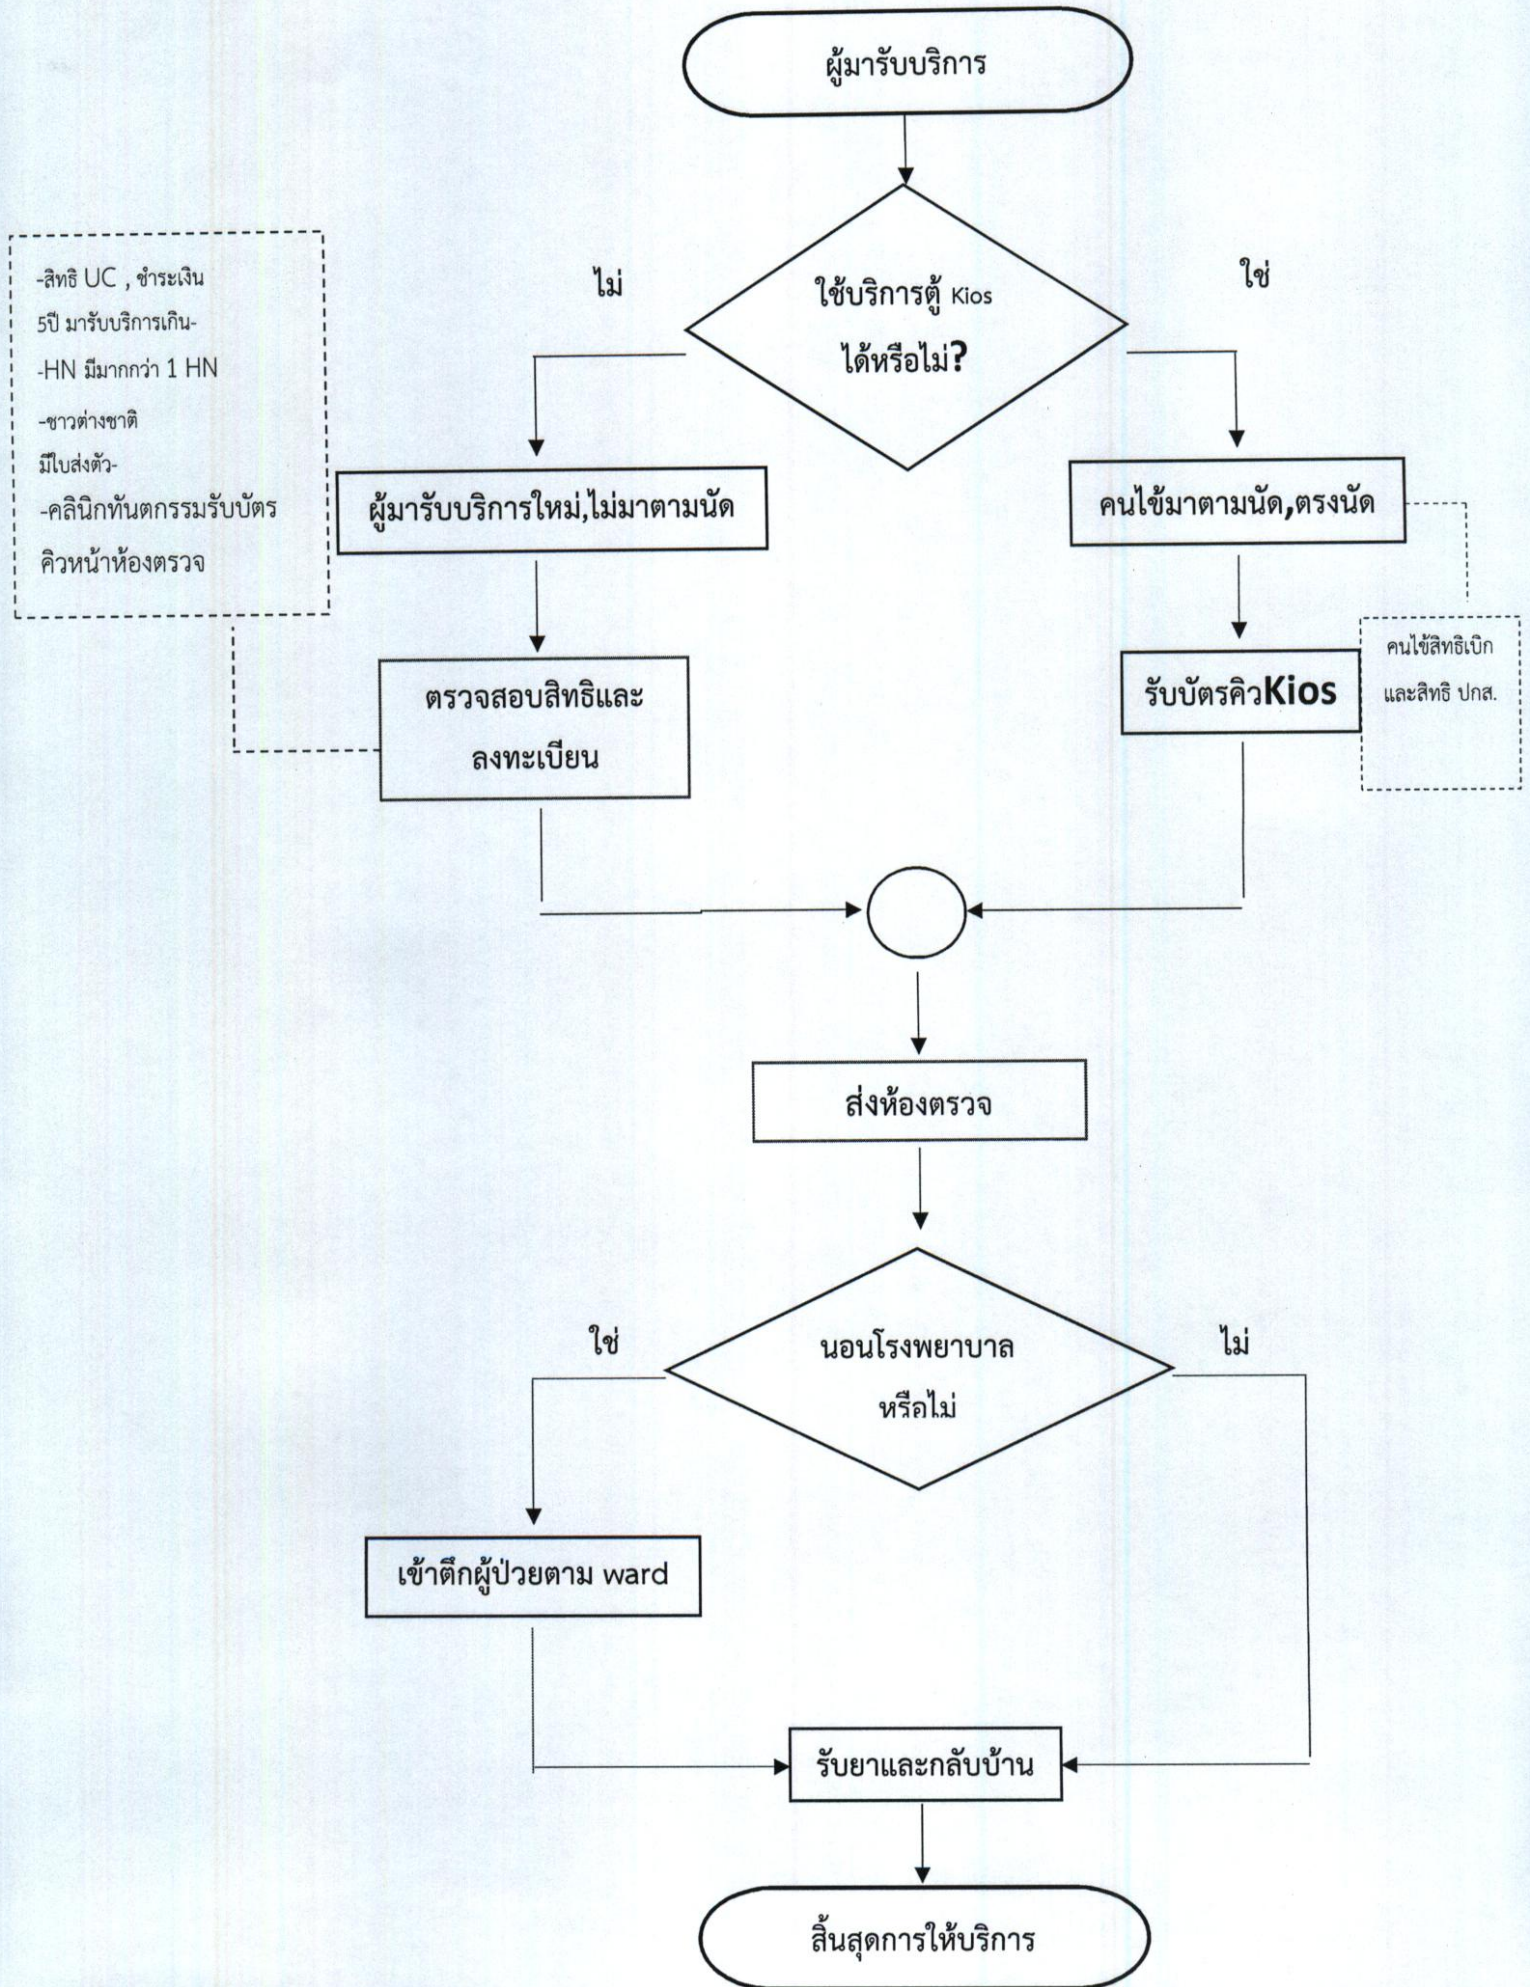 ผู้มารับบริการ
ไม่
ใช้บริการตู้ Kios
ได้หรือไม่?
ใช่
-สิทธิ UC , ชำระเงิน
5ปี มารับบริการเกิน-
-HN มีมากกว่า 1 HN
-ชาวต่างชาติ
มีใบส่งตัว-
-คลินิกทันตกรรมรับบัตร
คิวหน้าห้องตรวจ
ผู้มารับบริการใหม่,ไม่มาตามนัด
คนไข้มาตามนัด,ตรงนัด
ตรวจสอบสิทธิและ
ลงทะเบียน
รับบัตรคิวKios
คนไข้สิทธิเบิก
และสิทธิ ปกส.
ส่งห้องตรวจ
ใช่
นอนโรงพยาบาล
หรือไม่
ไม่
เข้าตึกผู้ป่วยตาม ward
รับยาและกลับบ้าน
สิ้นสุดการให้บริการ